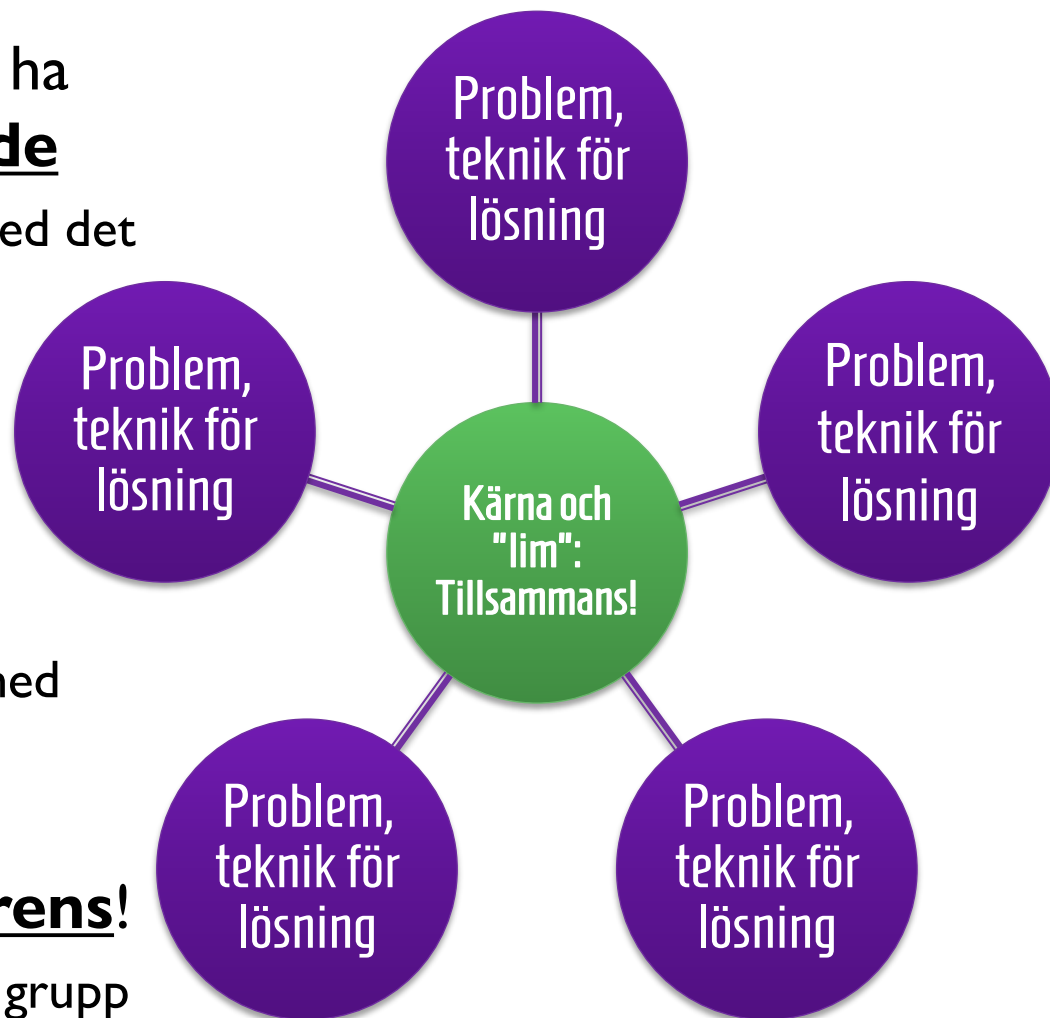 ha
de
ed det
ned
rens!
grupp
Problem,
teknik för
lösning
Problem,
teknik för
lösning
Problem,
teknik för
lösning
Kärna och
"lim":
Tillsammans!
Problem,
teknik för
lösning
Problem,
teknik för
lösning